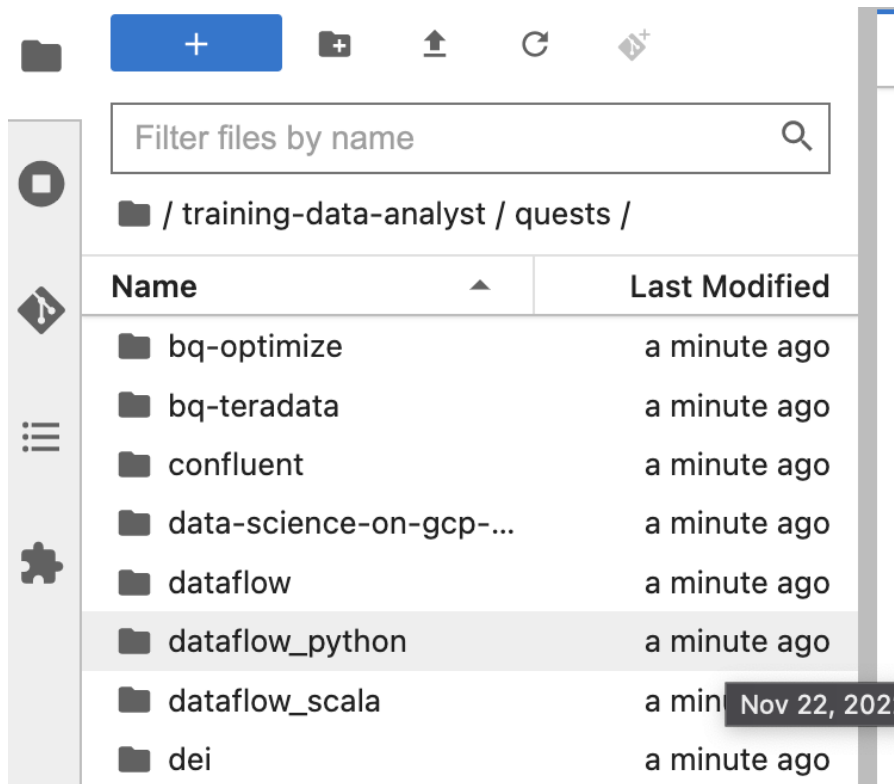 +
Filter files by name
/ training-data-analyst / quests /
Name Last Modified
bq-optimize a minute ago
bq-teradata a minute ago
confluent a minute ago
data-science-on-gcp-... a minute ago
dataflow a minute ago
dataflow_python a minute ago
dataflow_scala a min
Nov 22, 202
dei a minute ago